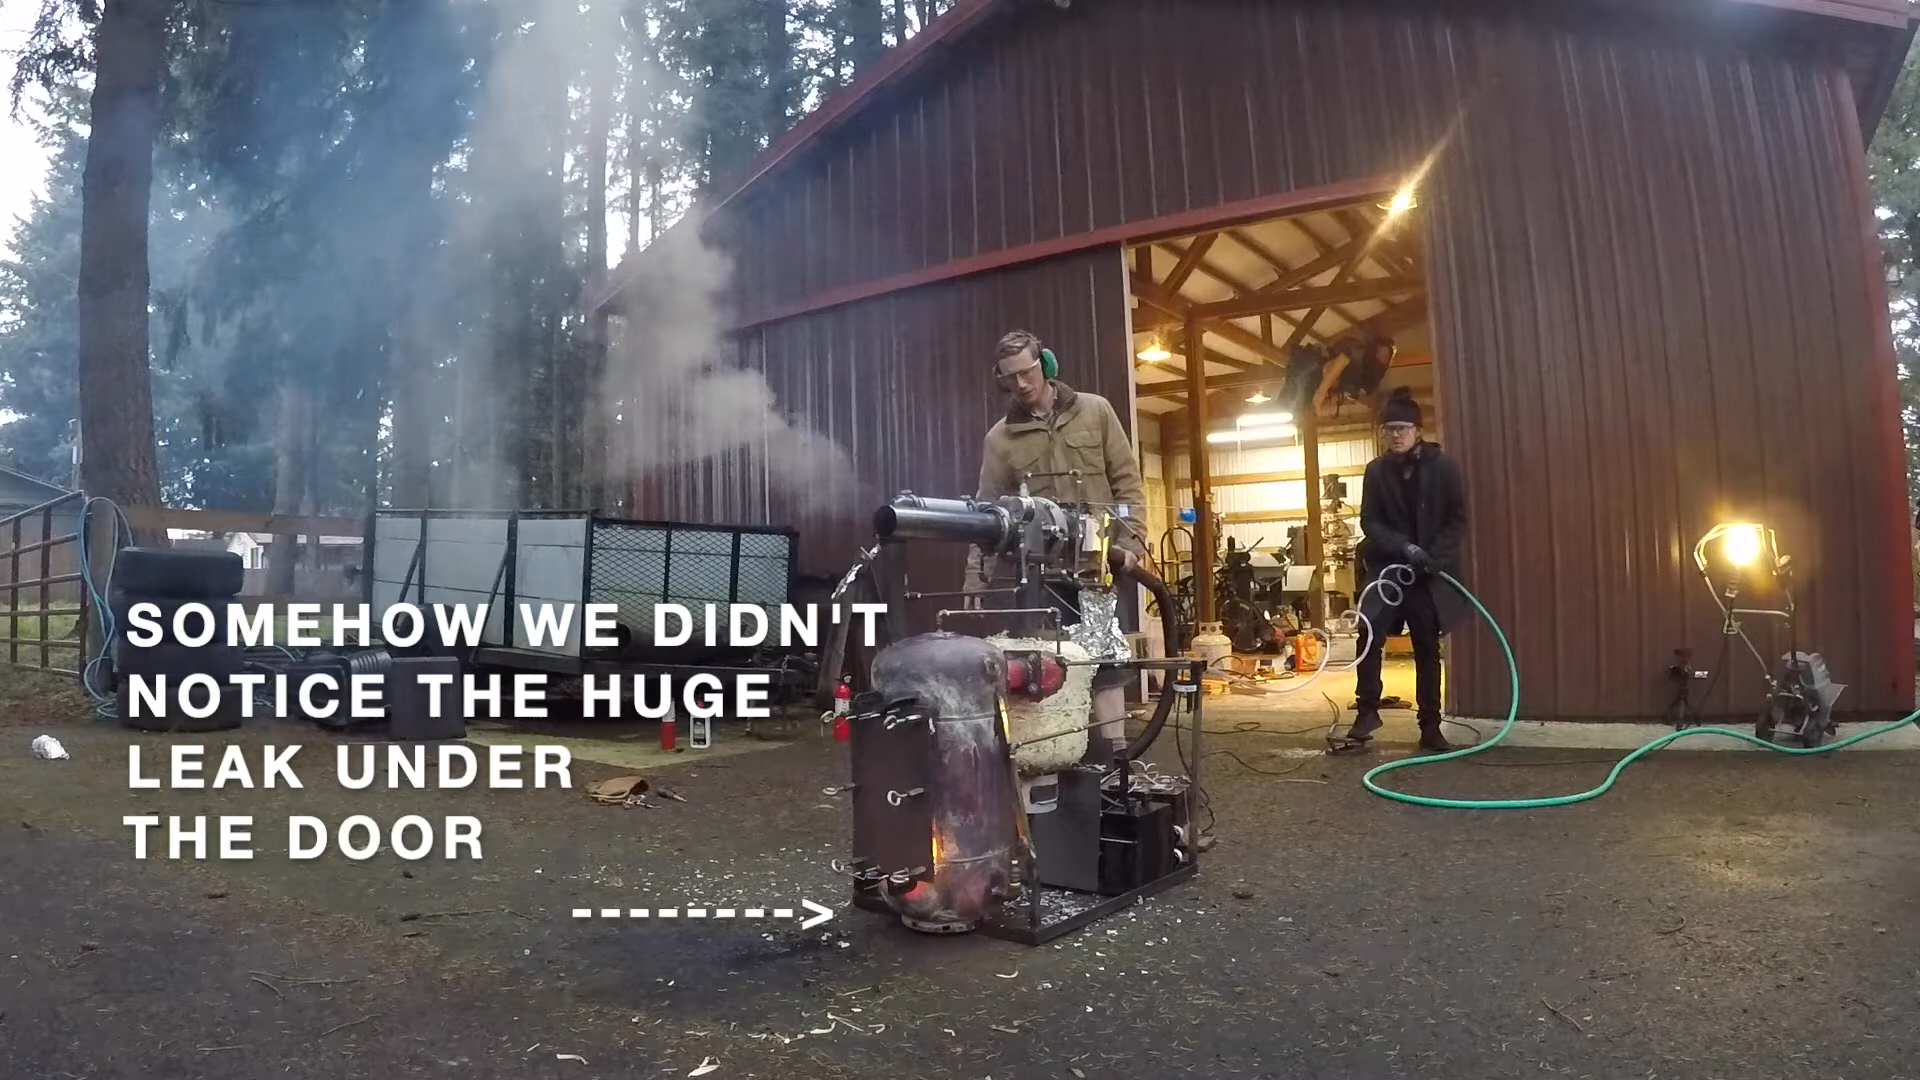 SOMEHOW WE DIDN'T
NOTICE THE HUGE
LEAK UNDER
THE DOOR
-------->